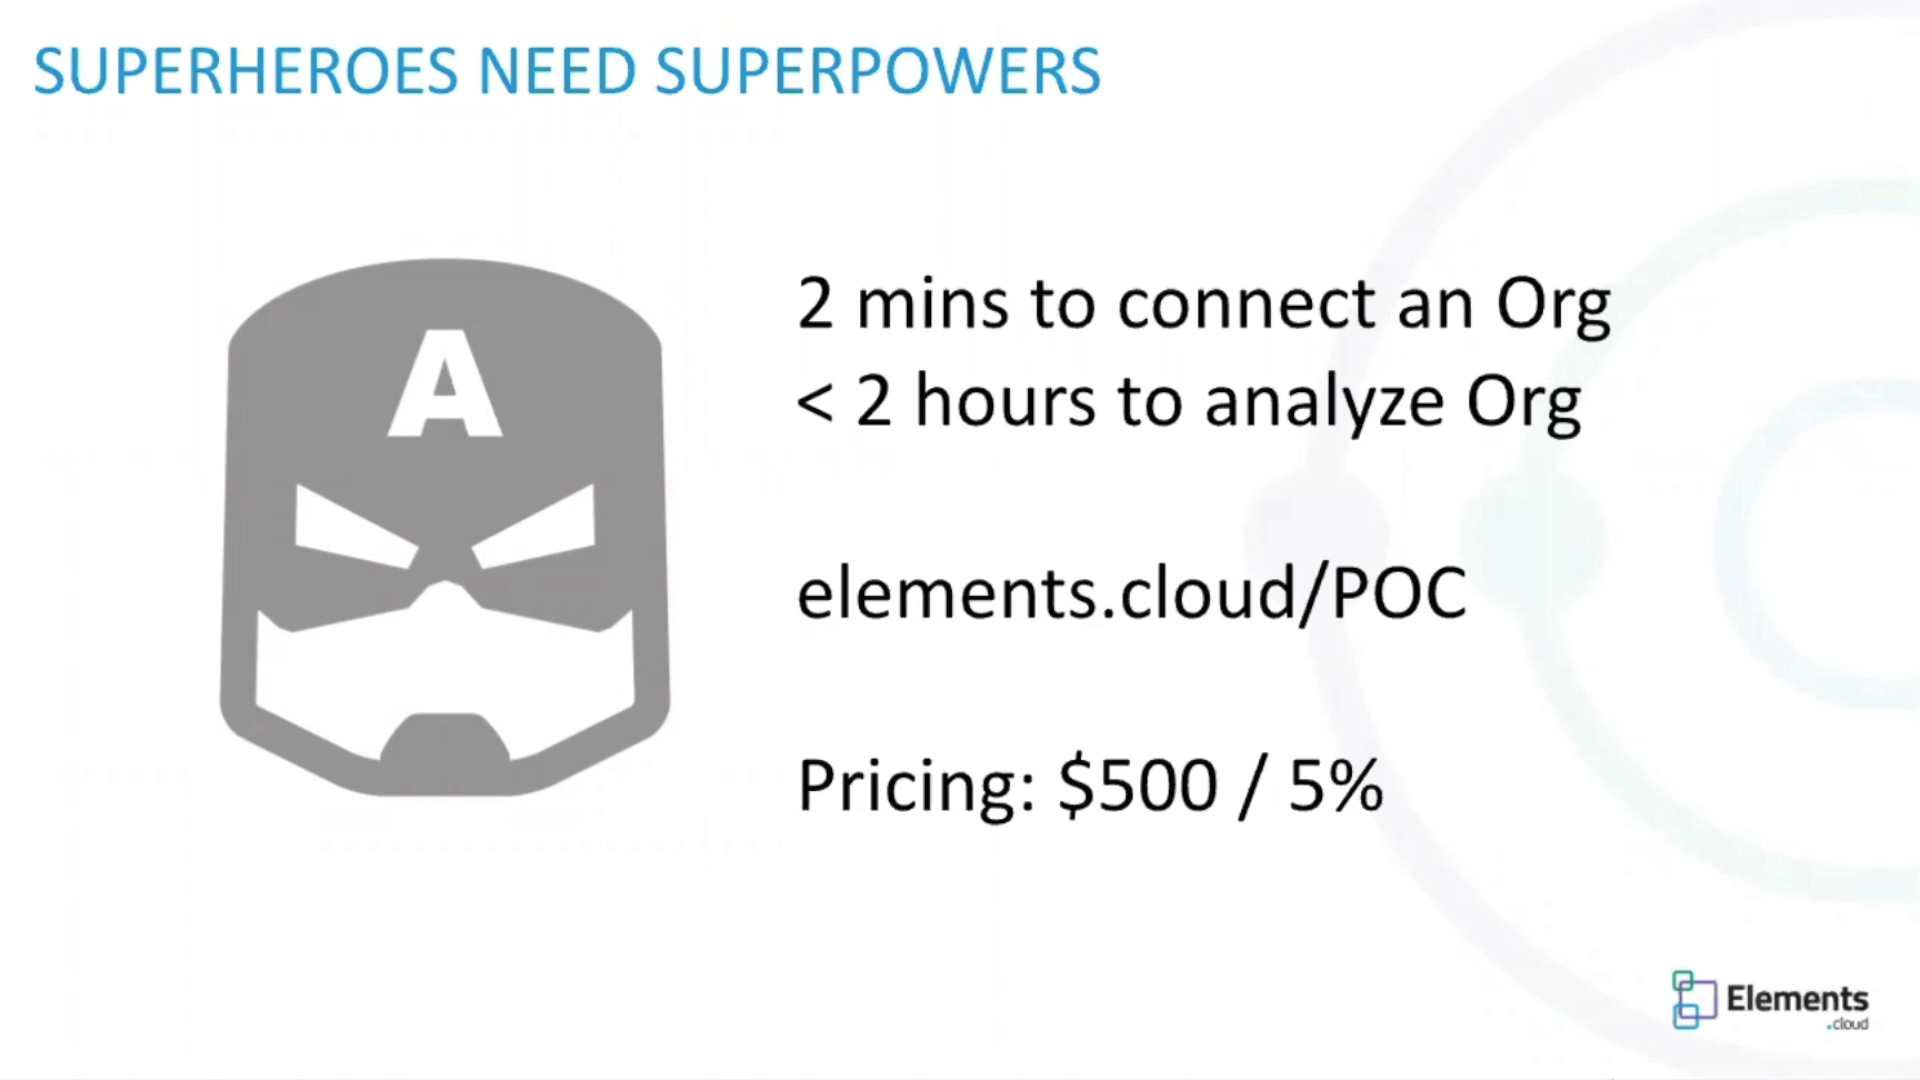 SUPERHEROES NEED SUPERPOWERS
A
2 mins to connect an Org
< 2 hours to analyze Org
elements.cloud/POC
Pricing: $500 / 5%
Elements
.cloud